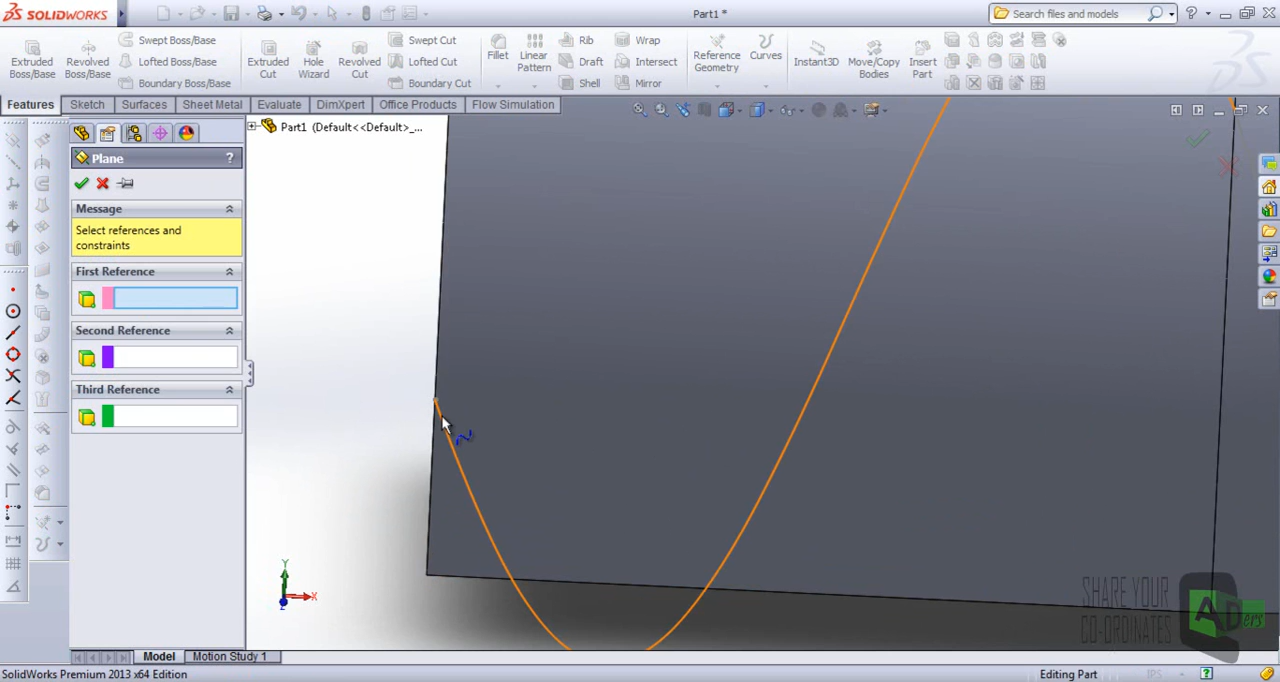 SOLIDWORKS
Part1 *
Search files and models
Extruded Boss/Base
Revolved Boss/Base
Swept Boss/Base
Lofted Boss/Base
Boundary Boss/Base
Extruded Cut
Hole Wizard
Revolved Cut
Swept Cut
Lofted Cut
Boundary Cut
Fillet
Linear Pattern
Rib
Draft
Shell
Wrap
Intersect
Mirror
Reference Geometry
Curves
Instant3D
Move/Copy Bodies
Insert Part
Features
Sketch
Surfaces
Sheet Metal
Evaluate
DimXpert
Office Products
Flow Simulation
Part1 (Default<<Default>_...
Plane
?
Message
Select references and
constraints
First Reference
Second Reference
Third Reference
Y
X
Z
SHARE YOUR
CO-ORDINATES
ADers
Model
Motion Study 1
SolidWorks Premium 2013 x64 Edition
Editing Part
IPS